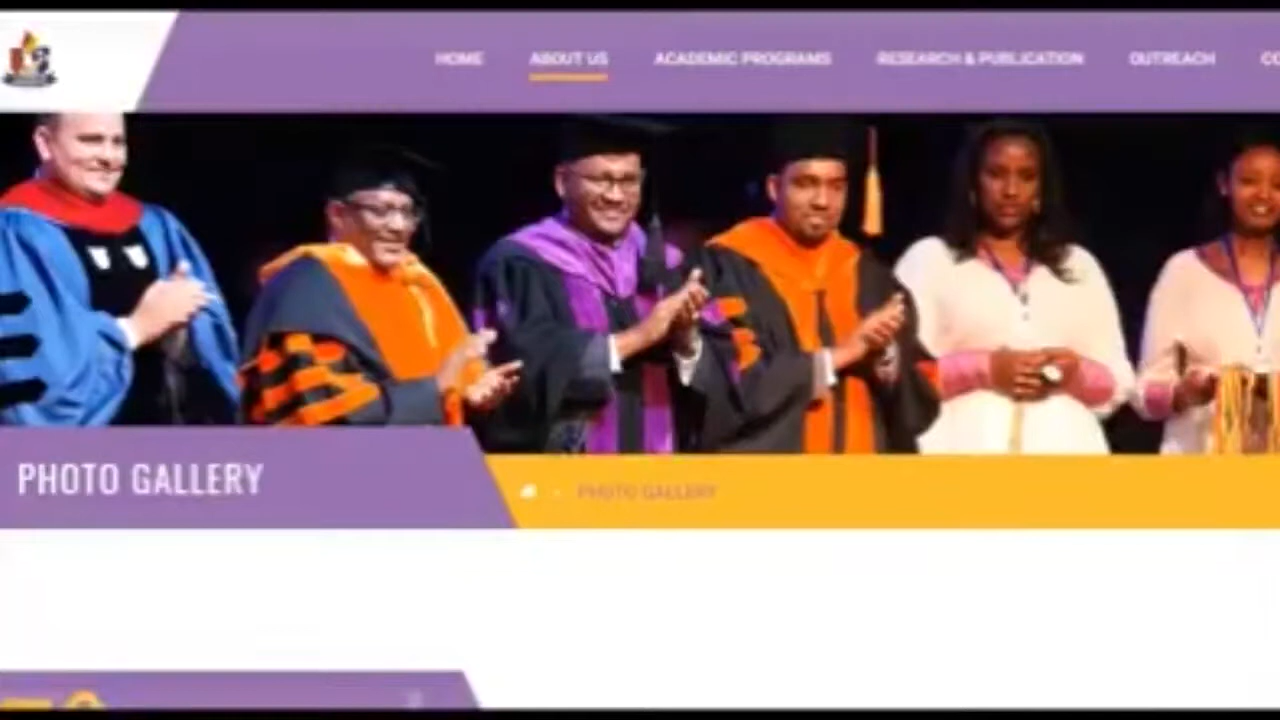 HOME ABOUT US ACADEMIC PROGRAMS RESEARCH & PUBLICATION OUTREACH
PHOTO GALLERY
PHOTO GALLERY